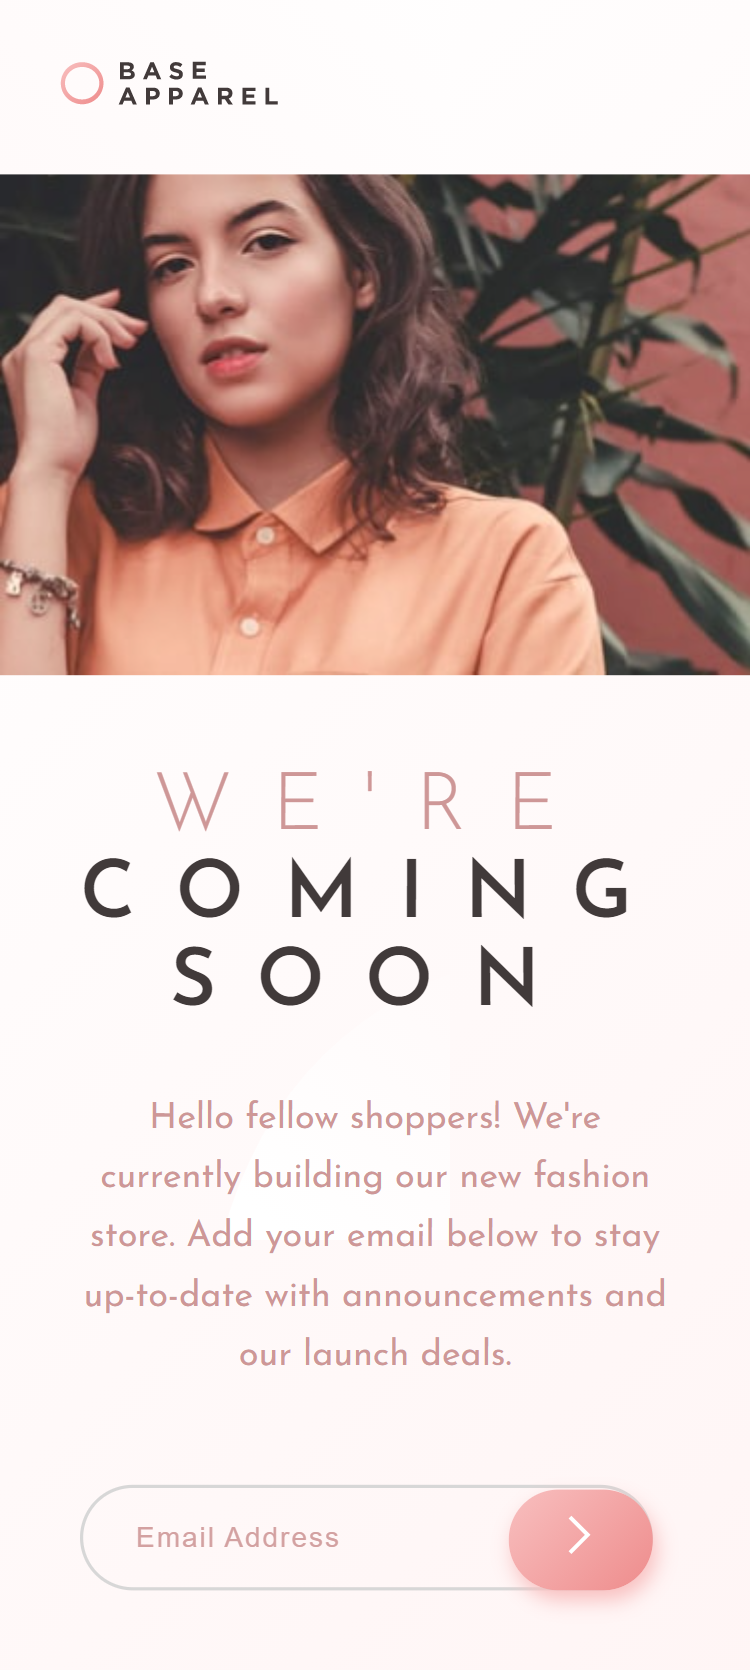 BASE
APPAREL
WE'RE
COMING
SOON
Hello fellow shoppers! We're
currently building our new fashion
store. Add your email below to stay
up-to-date with announcements and
our launch deals.
Email Address